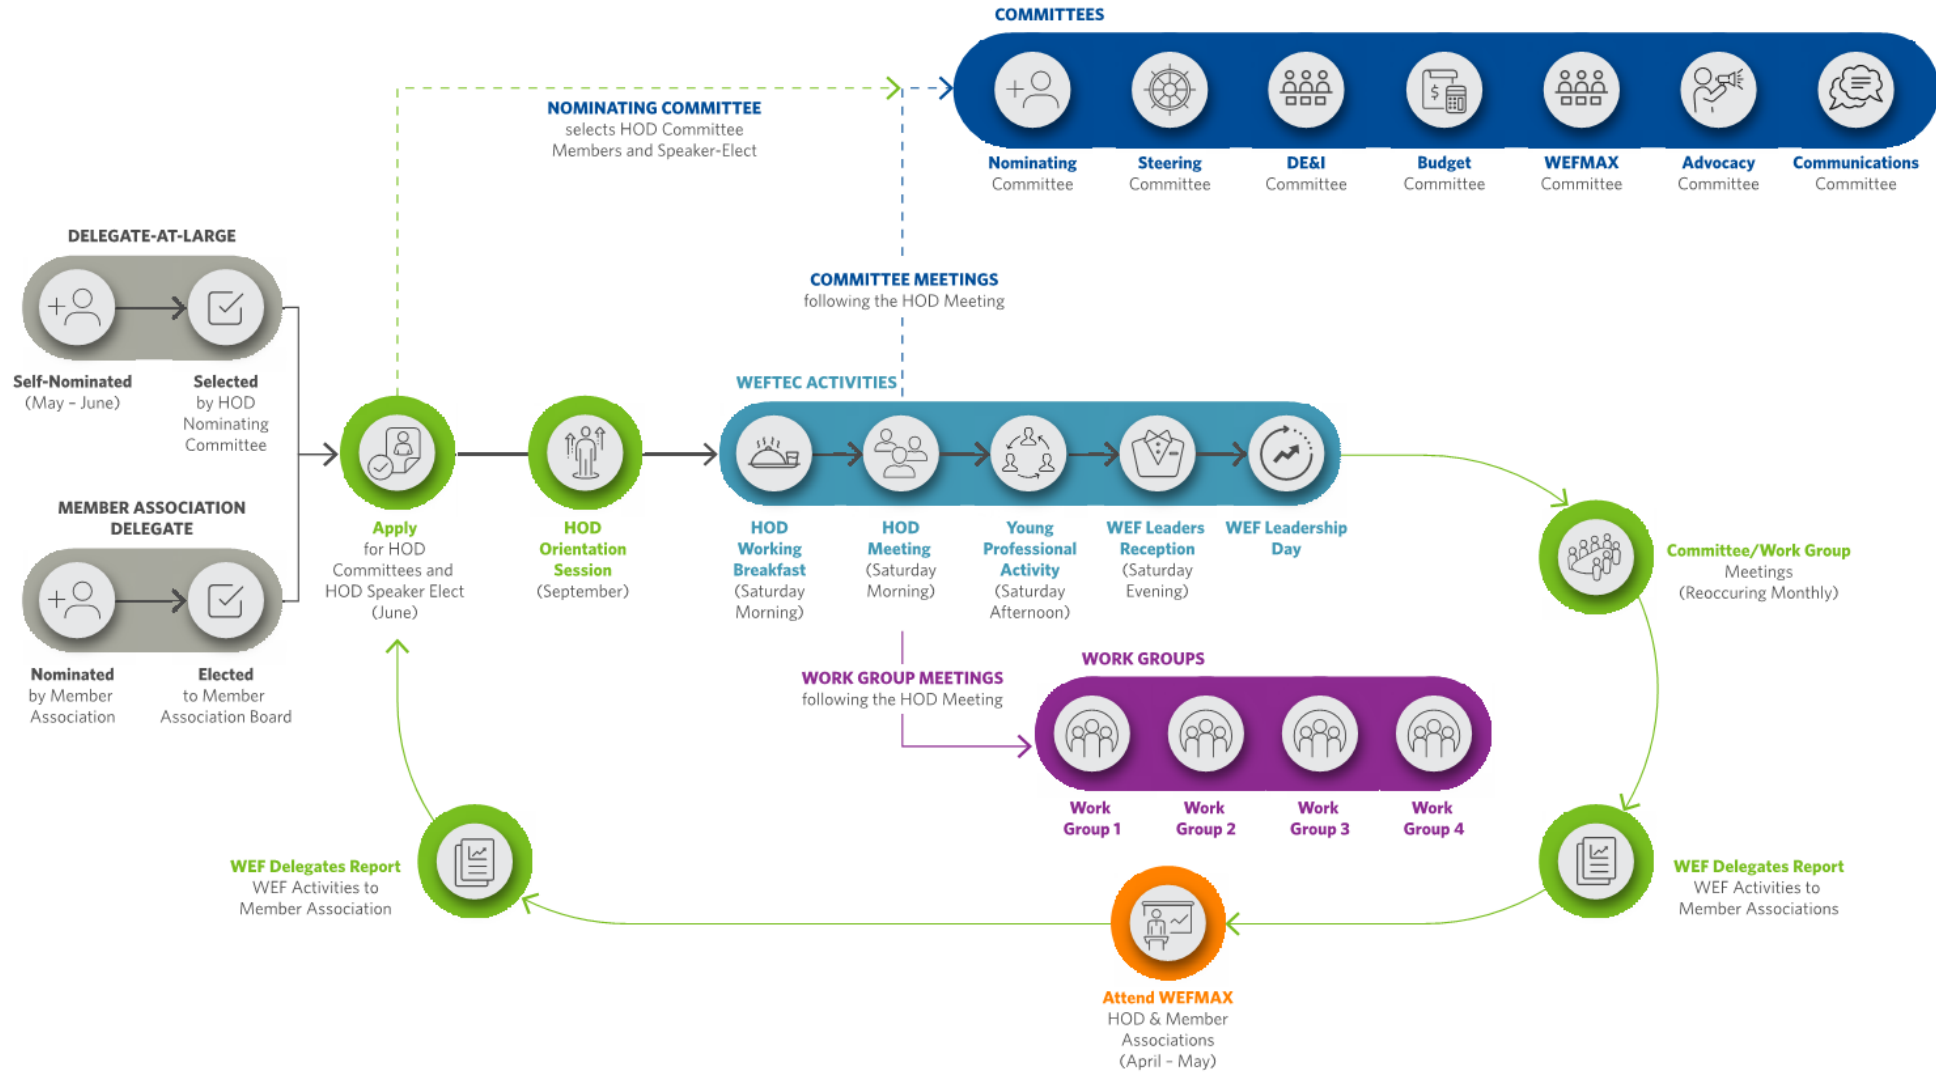 COMMITTEES
NOMINATING COMMITTEE
selects HOD Committee
Members and Speaker-Elect
Nominating
Committee
Steering
Committee
DE&I
Committee
Budget
Committee
WEFMAX
Committee
Advocacy
Committee
Communications
Committee
DELEGATE-AT-LARGE
Self-Nominated
(May – June)
Selected
by HOD
Nominating
Committee
COMMITTEE MEETINGS
following the HOD Meeting
MEMBER ASSOCIATION
DELEGATE
Nominated
by Member
Association
Elected
to Member
Association Board
Apply
for HOD
Committees and
HOD Speaker Elect
(June)
HOD
Orientation
Session
(September)
WEFTEC ACTIVITIES
HOD
Working
Breakfast
(Saturday
Morning)
HOD
Meeting
(Saturday
Morning)
Young
Professional
Activity
(Saturday
Afternoon)
WEF Leaders
Reception
(Saturday
Evening)
WEF Leadership
Day
Committee/Work Group
Meetings
(Reoccuring Monthly)
WORK GROUP MEETINGS
following the HOD Meeting
WORK GROUPS
Work
Group 1
Work
Group 2
Work
Group 3
Work
Group 4
WEF Delegates Report
WEF Activities to
Member Associations
Attend WEFMAX
HOD & Member
Associations
(April – May)
WEF Delegates Report
WEF Activities to
Member Association